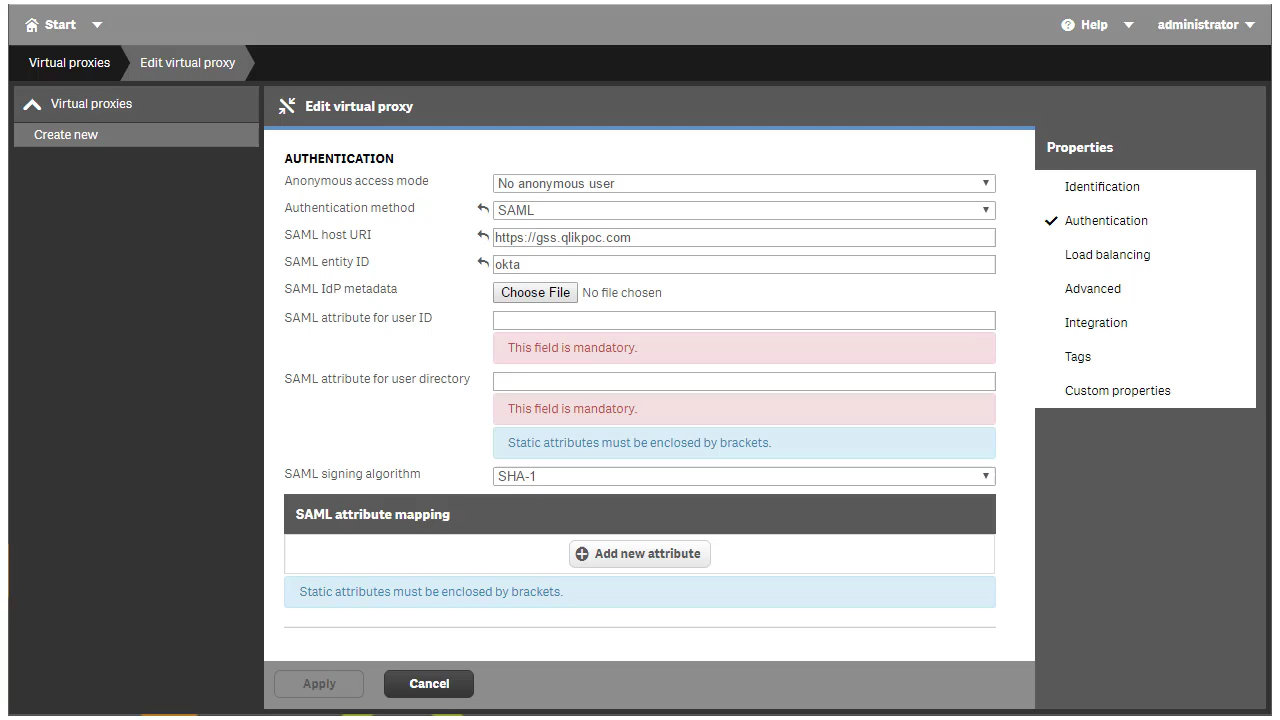 Start
Help
administrator
Virtual proxies
Edit virtual proxy
Virtual proxies
Create new
Edit virtual proxy
AUTHENTICATION
Anonymous access mode
No anonymous user
Authentication method
SAML
SAML host URI
https://gss.qlikpoc.com
SAML entity ID
okta
SAML IdP metadata
Choose File No file chosen
SAML attribute for user ID
This field is mandatory.
SAML attribute for user directory
This field is mandatory.
Static attributes must be enclosed by brackets.
SAML signing algorithm
SHA-1
SAML attribute mapping
Add new attribute
Static attributes must be enclosed by brackets.
Apply
Cancel
Properties
Identification
Authentication
Load balancing
Advanced
Integration
Tags
Custom properties